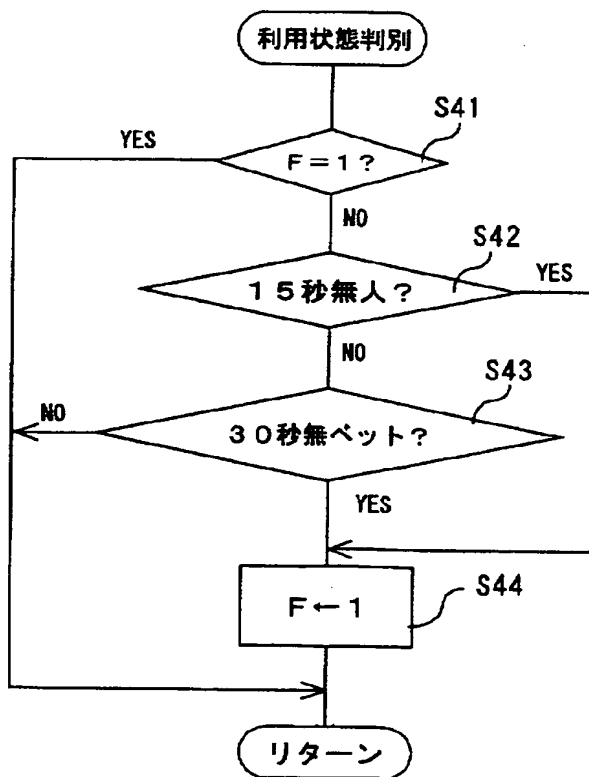 利用状態判別
S41
YES
F=1?
NO
S42
YES
15秒無人?
NO
S43
NO
30秒無ベット?
YES
S44
F←1
リターン